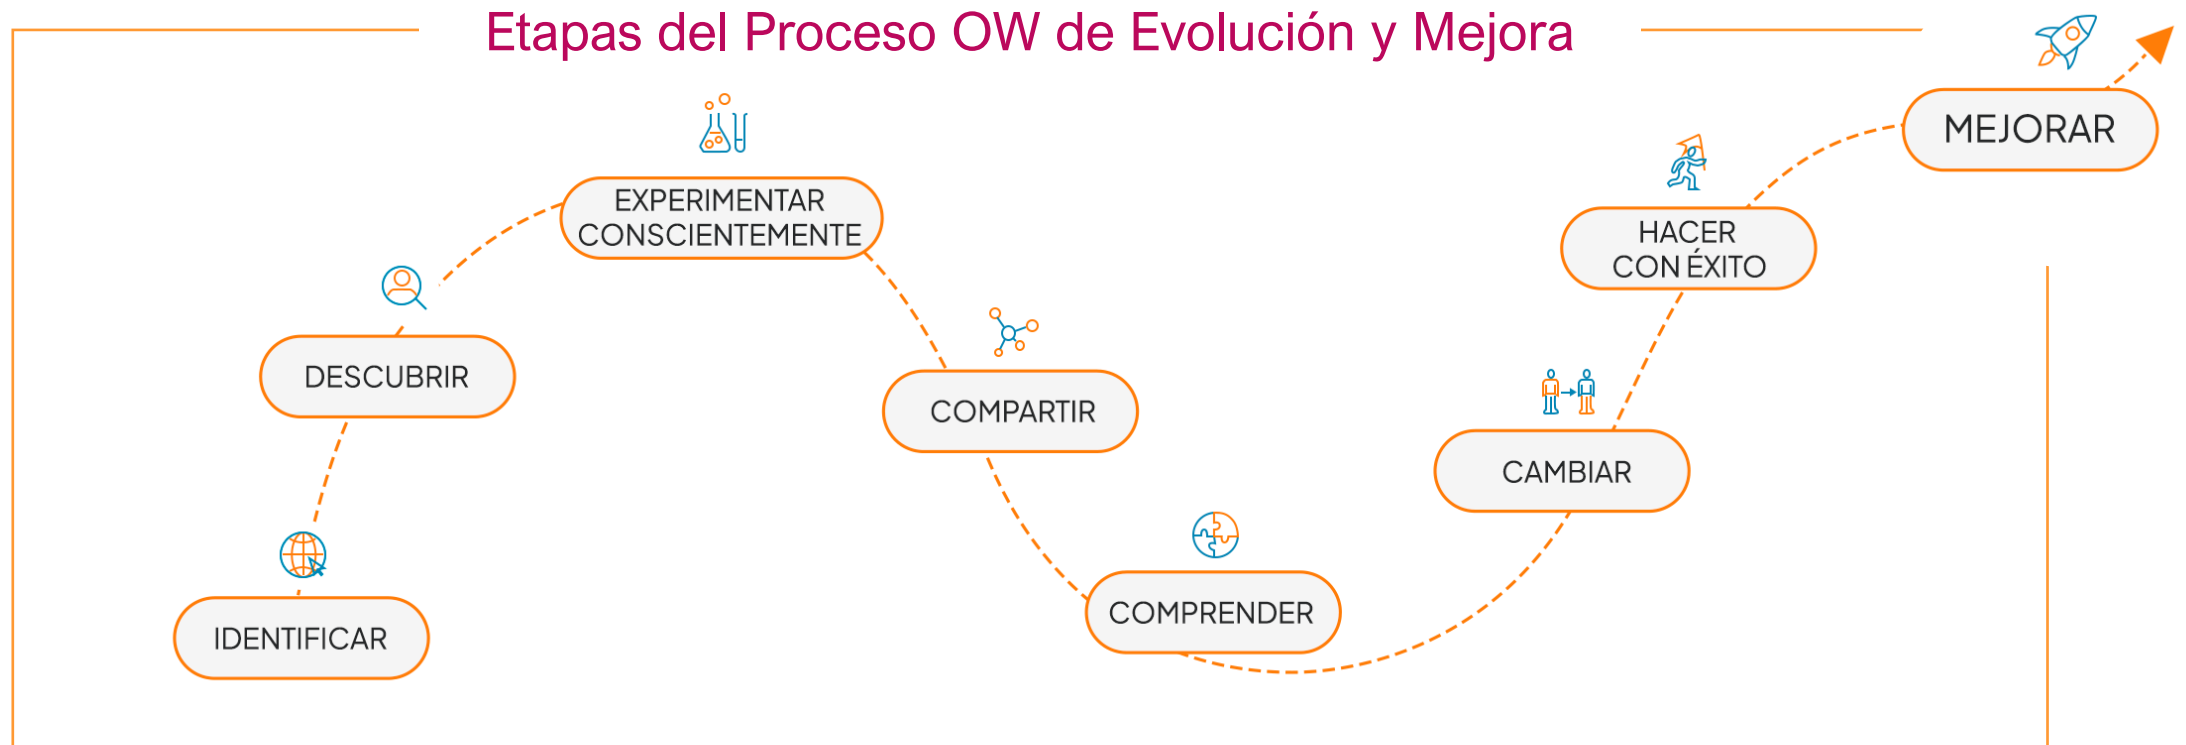 Etapas del Proceso OW de Evolución y Mejora
IDENTIFICAR
DESCUBRIR
EXPERIMENTAR
CONSCIENTEMENTE
COMPARTIR
COMPRENDER
CAMBIAR
HACER
CON ÉXITO
MEJORAR